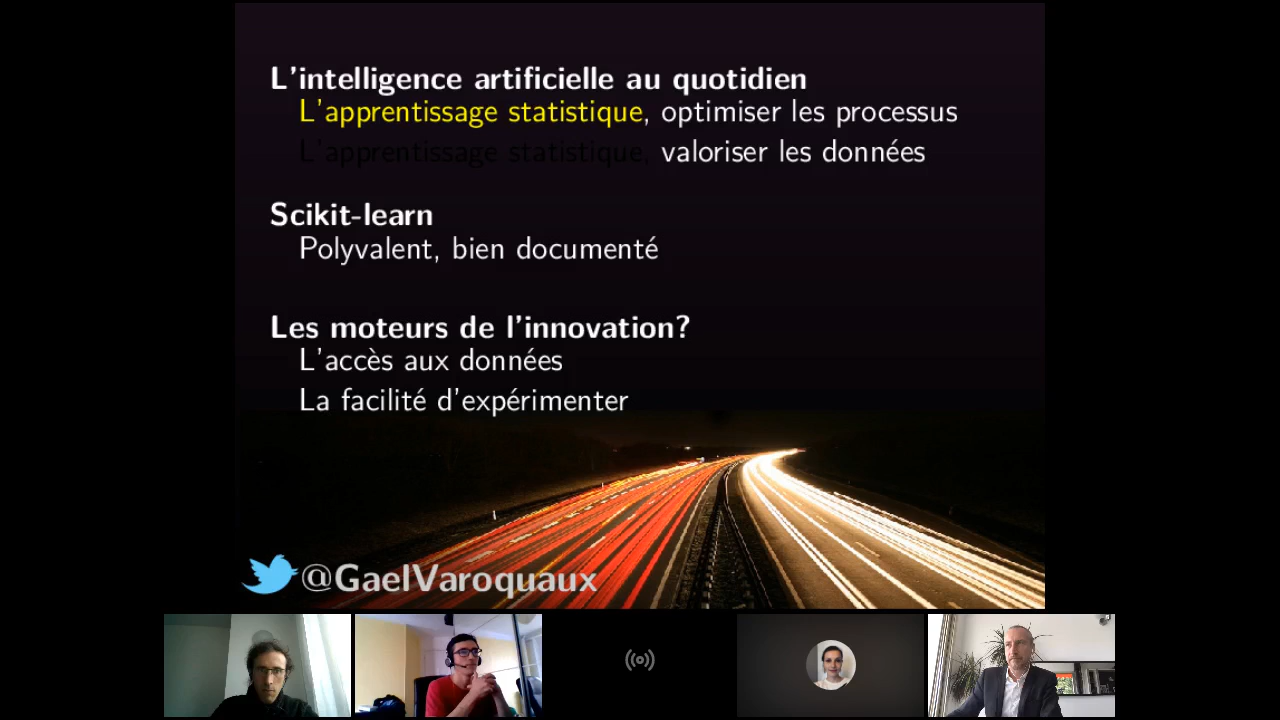 L'intelligence artificielle au quotidien
L'apprentissage statistique, optimiser les processus
L'apprentissage statistique, valoriser les données
Scikit-learn
Polyvalent, bien documenté
Les moteurs de l'innovation?
L'accès aux données
La facilité d'expérimenter
@GaelVaroquaux